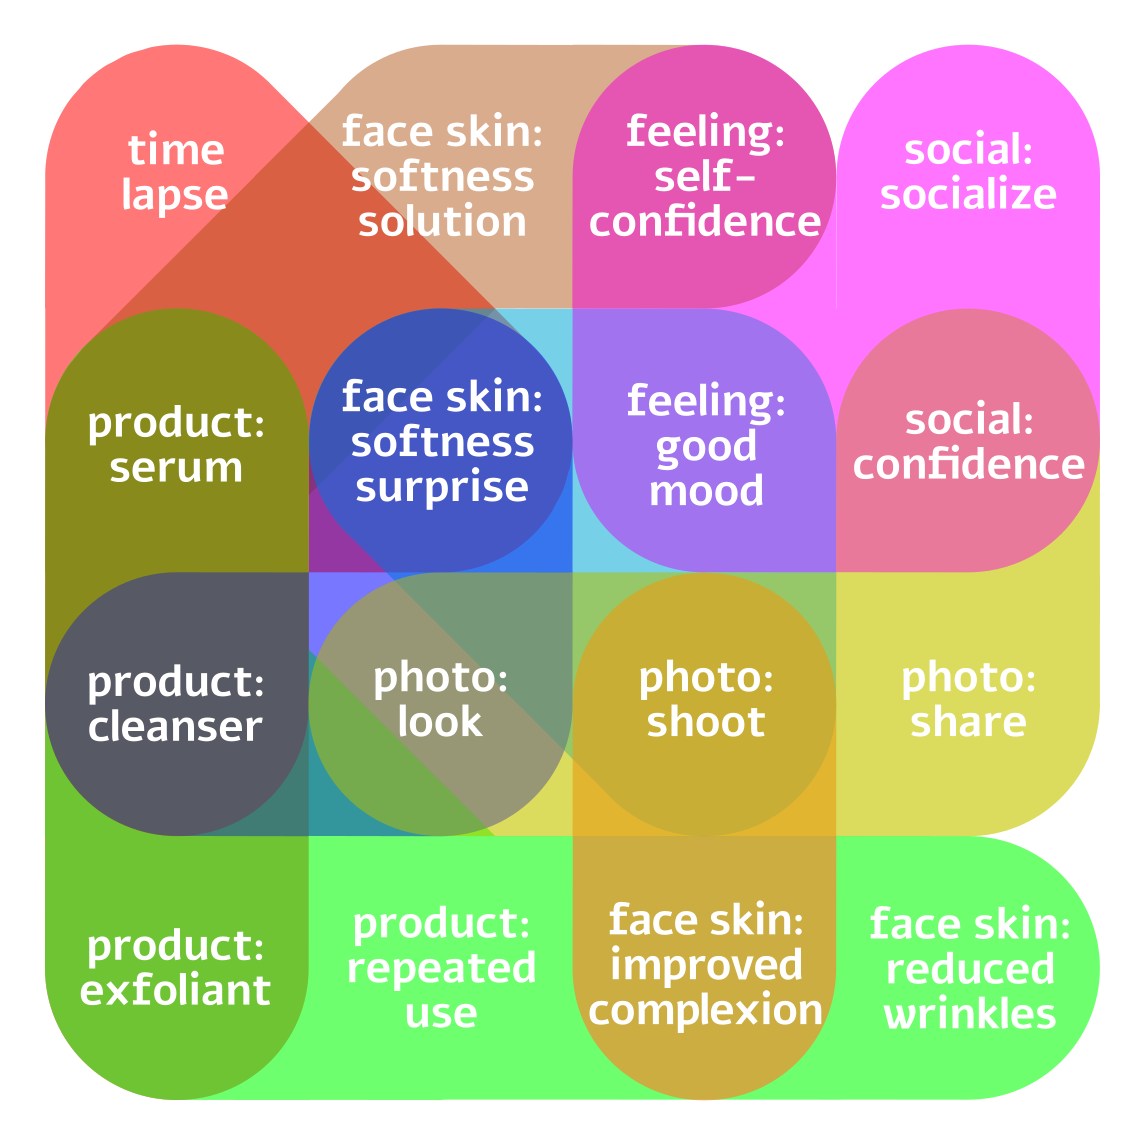 time
lapse
face skin:
softness
solution
feeling:
self-
confidence
social:
socialize
product:
serum
face skin:
softness
surprise
feeling:
good
mood
social:
confidence
product:
cleanser
photo:
look
photo:
shoot
photo:
share
product:
exfoliant
product:
repeated
use
face skin:
improved
complexion
face skin:
reduced
wrinkles